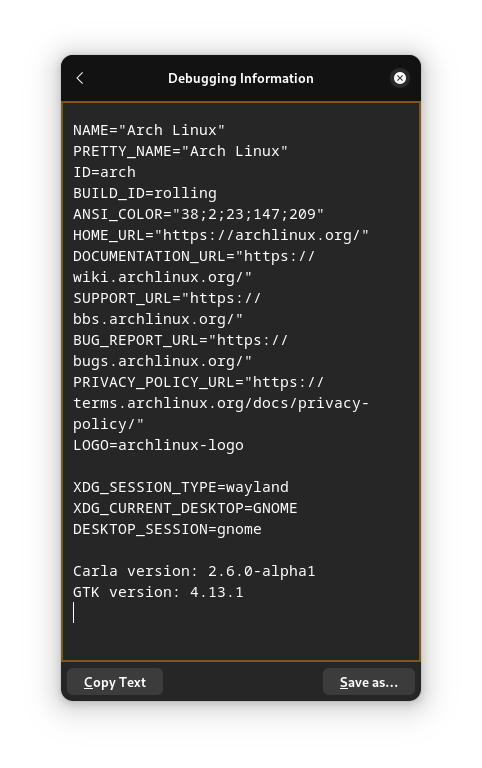 Debugging Information
NAME="Arch Linux"
PRETTY_NAME="Arch Linux"
ID=arch
BUILD_ID=rolling
ANSI_COLOR="38;2;23;147;209"
HOME_URL="https://archlinux.org/"
DOCUMENTATION_URL="https://
wiki.archlinux.org/"
SUPPORT_URL="https://
bbs.archlinux.org/"
BUG_REPORT_URL="https://
bugs.archlinux.org/"
PRIVACY_POLICY_URL="https://
terms.archlinux.org/docs/privacy-
policy/"
LOGO=archlinux-logo
XDG_SESSION_TYPE=wayland
XDG_CURRENT_DESKTOP=GNOME
DESKTOP_SESSION=gnome
Carla version: 2.6.0-alpha1
GTK version: 4.13.1
Copy Text
Save as...